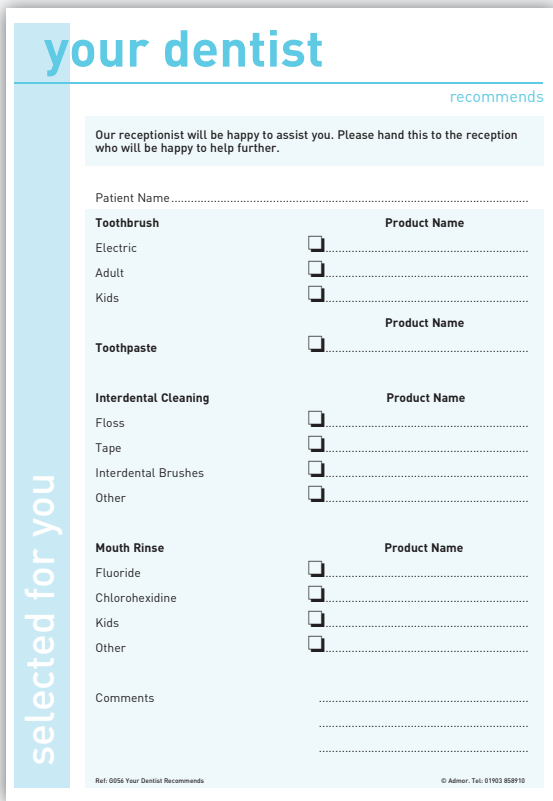 your dentist
recommends
Our receptionist will be happy to assist you. Please hand this to the reception
who will be happy to help further.
Patient Name
Toothbrush Product Name
Electric
Adult
Kids
Product Name
Toothpaste
Interdental Cleaning Product Name
Floss
Tape
Interdental Brushes
Other
Mouth Rinse Product Name
Fluoride
Chlorohexidine
Kids
Other
Comments
selected for you
Ref: G056 Your Dentist Recommends © Admor. Tel: 01903 858910